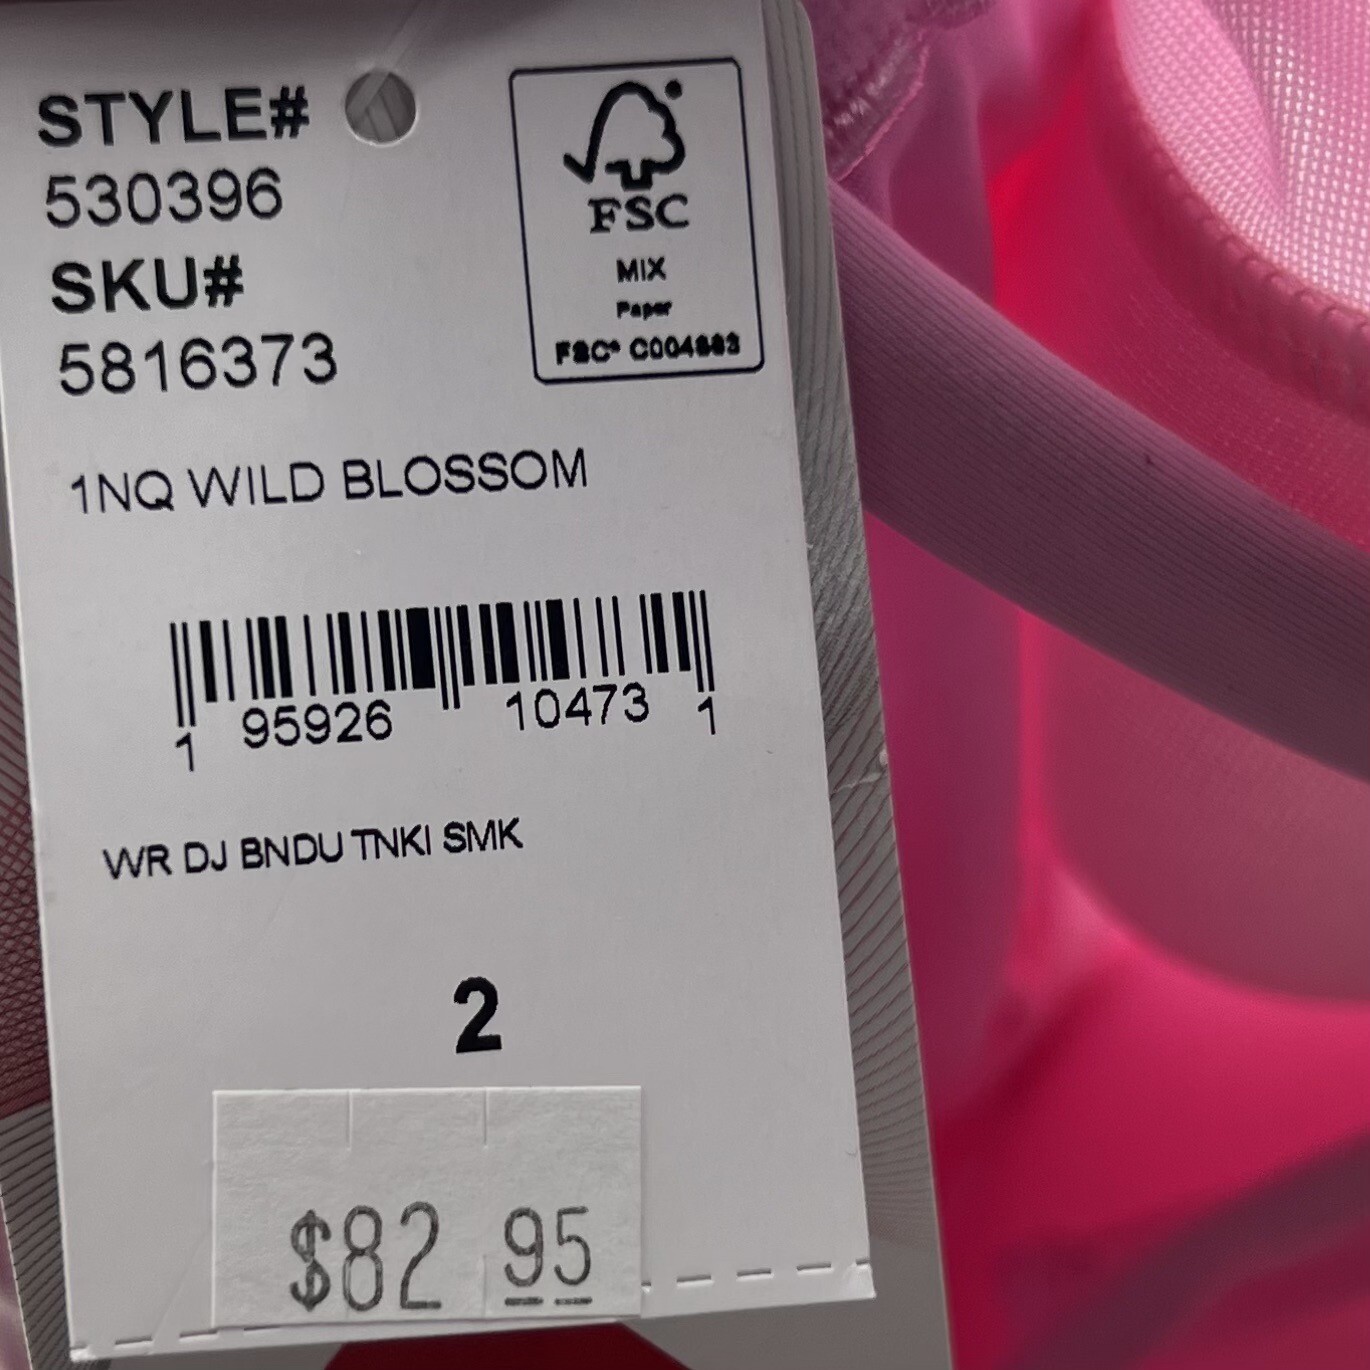 STYLE#
530396
SKU#
5816373
FSC
MIX
Paper
FSC®
1NQ WILD BLOSSOM
1 95926 10473 1
WR DJ BNDU TNKI SMK
2
$82 95